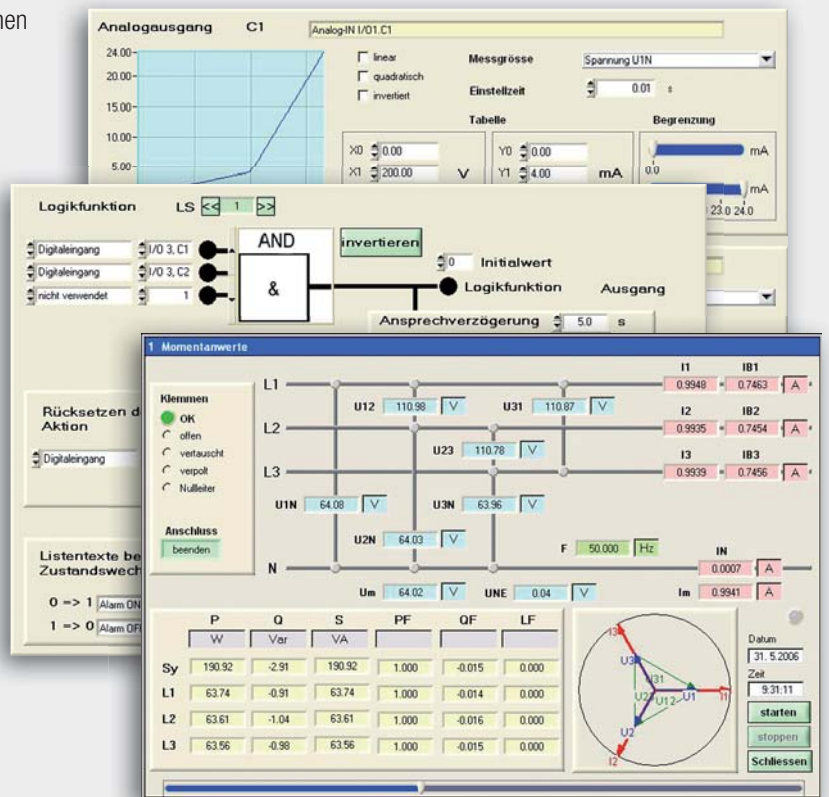 Analogausgang C1 Analog-IN I/O1.C1
24.00
20.00
15.00
10.00
5.00
linear
quadratisch
invertiert
Messgrösse Spannung U1N
Einstellzeit 0.01 s
Tabelle
Begrenzung
X0 0.00
X1 200.00 V
Y0 0.00
Y1 4.00 mA
mA
0.0
mA
23.0 24.0
Logikfunktion LS << 1 >>
Digitaleingang I/O 3, C1
Digitaleingang I/O 3, C2
nicht verwendet 1
AND
&
invertieren
0 Initialwert
Logikfunktion Ausgang
Ansprechverzögerung 5.0 s
Rücksetzen
Aktion
Digitaleingang
Listentexte
0 => 1 Alarm ON
1 => 0
1 Momentanwerte
Klemmen
OK
offen
vertauscht
verpolt
Nulleiter
Anschluss
beenden
L1
L2
L3
N
U12 110.98 V
U31 110.87 V
U23 110.78 V
U1N 64.08 V
U3N 63.96 V
U2N 64.03 V
F 50.000 Hz
Um 64.02 V
UNE 0.04 V
I1 IB1
0.9948 0.7463 A
I2 IB2
0.9935 0.7454 A
I3 IB3
0.9939 0.7456 A
IN
0.0007 A
Im 0.9941 A
P Q S PF QF LF
W Var VA
Sy 190.92 -2.91 190.92 1.000 -0.015 0.000
L1 63.74 -0.91 63.74 1.000 -0.014 0.000
L2 63.61 -1.04 63.61 1.000 -0.016 0.000
L3 63.56 -0.98 63.56 1.000 -0.015 0.000
I3
U3
U31
U23
U12
U1
I1
U2
I2
Datum
31. 5.2006
Zeit
9:31:11
starten
stoppen
Schliessen